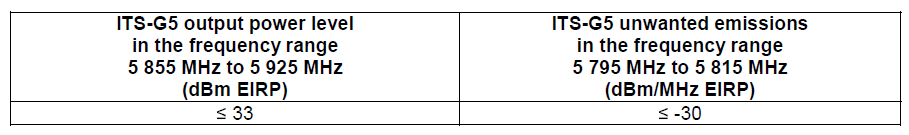 ITS-G5 output power level
in the frequency range
5 855 MHz to 5 925 MHz
(dBm EIRP)
ITS-G5 unwanted emissions
in the frequency range
5 795 MHz to 5 815 MHz
(dBm/MHz EIRP)
≤ 33
≤ -30